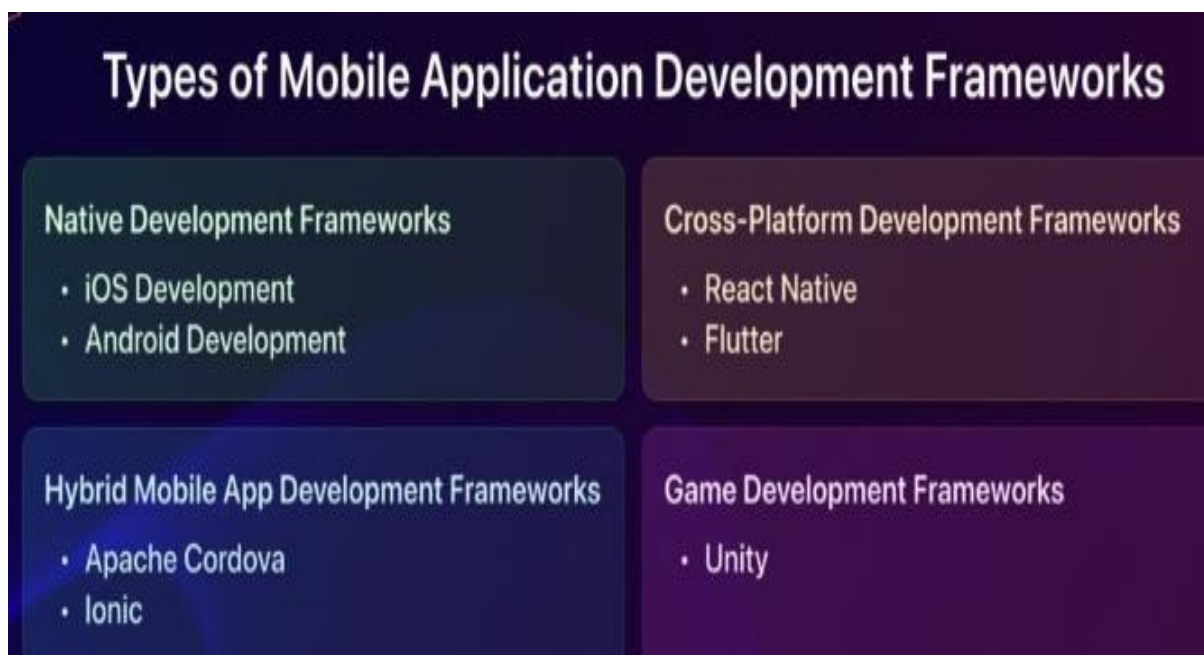 Types of Mobile Application Development Frameworks
Native Development Frameworks
• iOS Development
• Android Development
Cross-Platform Development Frameworks
• React Native
• Flutter
Hybrid Mobile App Development Frameworks
• Apache Cordova
• Ionic
Game Development Frameworks
• Unity